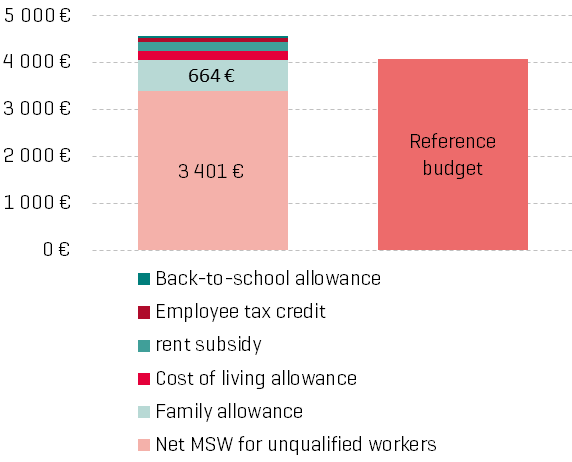 5 000 €
4 000 €
3 000 €
2 000 €
1 000 €
0 €
664 €
3 401 €
Reference
budget
Back-to-school allowance
Employee tax credit
rent subsidy
Cost of living allowance
Family allowance
Net MSW for unqualified workers